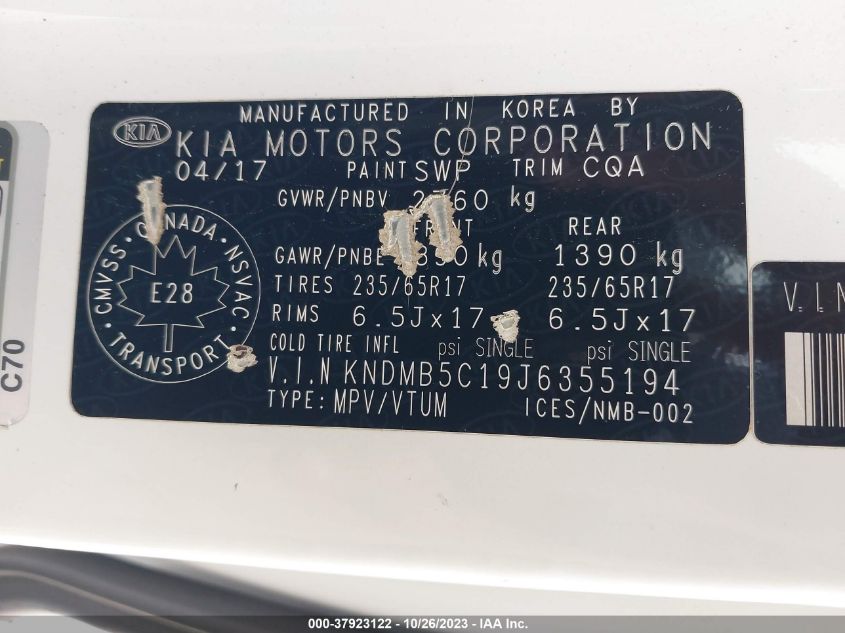 MANUFACTURED IN KOREA BY
KIA KIA MOTORS CORPORATION
04/17 PAINT SWP TRIM CQA
GVWR/PNBV kg
REAR
GAWR/PNBE kg 1390 kg
TIRES 235/65R17 235/65R17
RIMS 6.5Jx17 6.5Jx17
COLD TIRE INFL psi SINGLE psi SINGLE
V.I.N KNDMB5C19J6355194
TYPE: MPV/VTUM ICES/NMB-002
CMVSS · CANADA · NSVAC · TRANSPORT ·
E28
C70
V.I.N
000-37923122 - 10/26/2023 - IAA Inc.